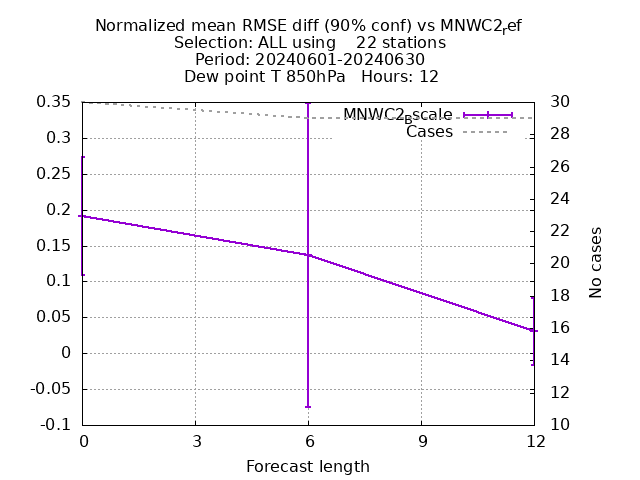 Normalized mean RMSE diff (90% conf) vs MNWC2ref
Selection: ALL using    22 stations
Period: 20240601-20240630
Dew point T 850hPa   Hours: 12
MNWC2Bscale
Cases
0.35
0.3
0.25
0.2
0.15
0.1
0.05
0
-0.05
-0.1
30
28
26
24
22
20
18
16
14
12
10
No cases
0 3 6 9 12
Forecast length